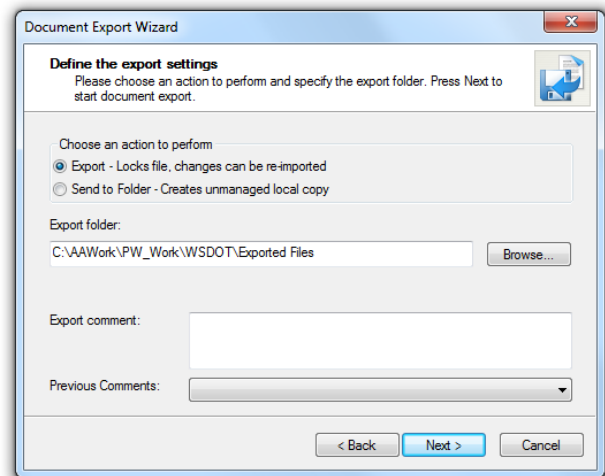 Document Export Wizard
Define the export settings
Please choose an action to perform and specify the export folder. Press Next to
start document export.
Choose an action to perform
Export - Locks file, changes can be re-imported
Send to Folder - Creates unmanaged local copy
Export folder:
C:\AAWork\PW_Work\WSDOT\Exported Files
Browse...
Export comment:
Previous Comments:
< Back
Next >
Cancel